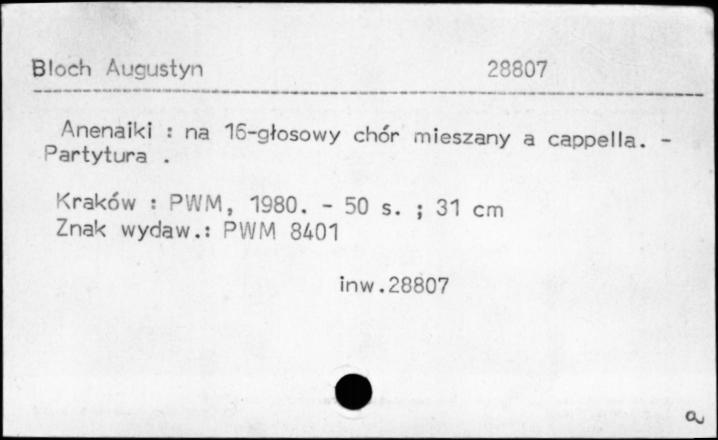 Bloch Augustyn 28807
Anenaiki : na 16-głosowy chór mieszany a cappella. -
Partytura .
Kraków : PWM, 1980. - 50 s. ; 31 cm
Znak wydaw.: PWM 8401
inw.28807
a